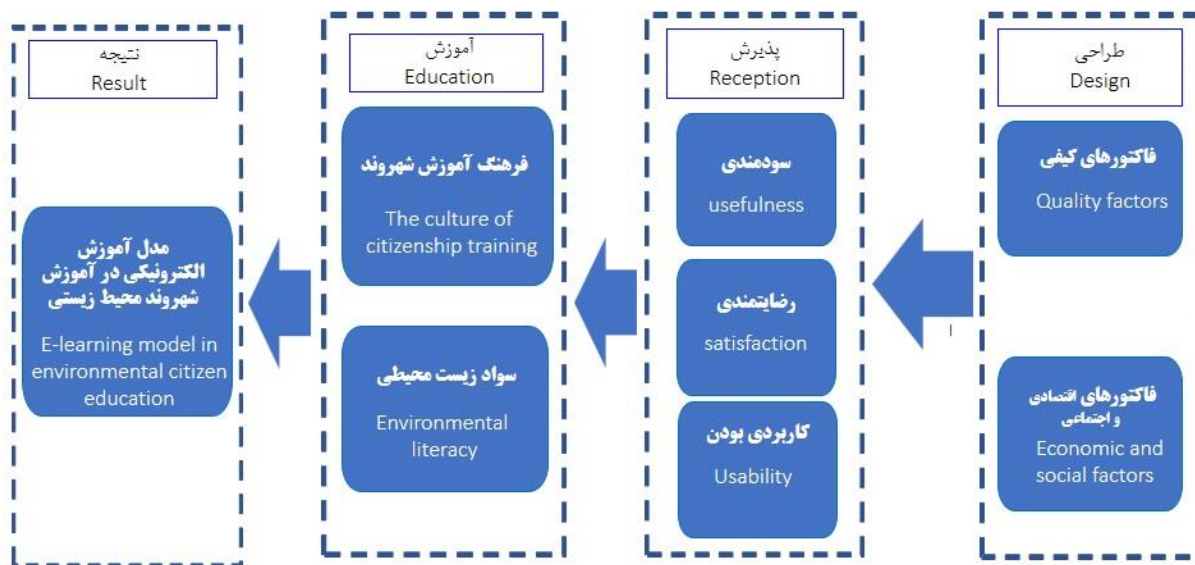 طراحی
Design
فاکتورهای کیفی
Quality factors
فاکتورهای اقتصادی
و اجتماعی
Economic and
social factors
پذیرش
Reception
سودمندی
usefulness
رضایتمندی
satisfaction
کاربردی بودن
Usability
آموزش
Education
فرهنگ آموزش شهروند
The culture of
citizenship training
سواد زیست محیطی
Environmental
literacy
نتیجه
Result
مدل آموزش
الکترونیکی در آموزش
شهروند محیط زیستی
E-learning model in
environmental citizen
education